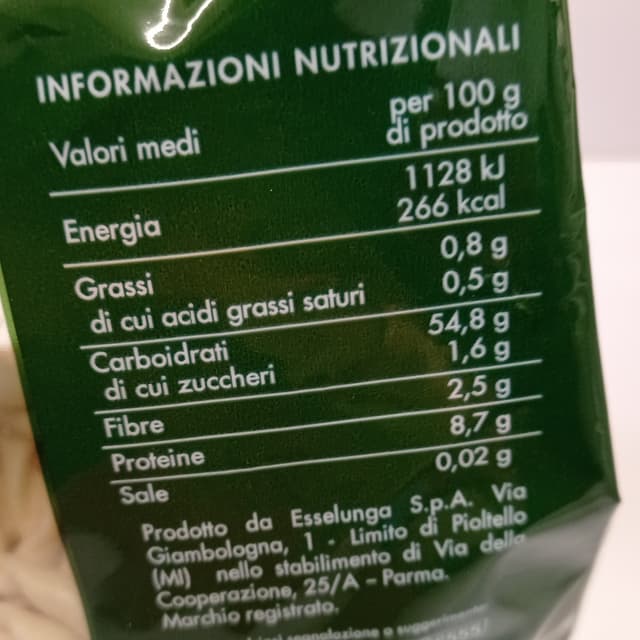 INFORMAZIONI NUTRIZIONALI
Valori medi per 100 g
di prodotto
Energia 1128 kJ
266 kcal
Grassi 0,8 g
di cui acidi grassi saturi 0,5 g
Carboidrati 54,8 g
di cui zuccheri 1,6 g
Fibre 2,5 g
Proteine 8,7 g
Sale 0,02 g
Prodotto da Esselunga S.p.A. Via
Giambologna, 1 - Limito di Pioltello
(MI) nello stabilimento di Via della
Cooperazione, 25/A - Parma.
Marchio registrato.
segnalazione o